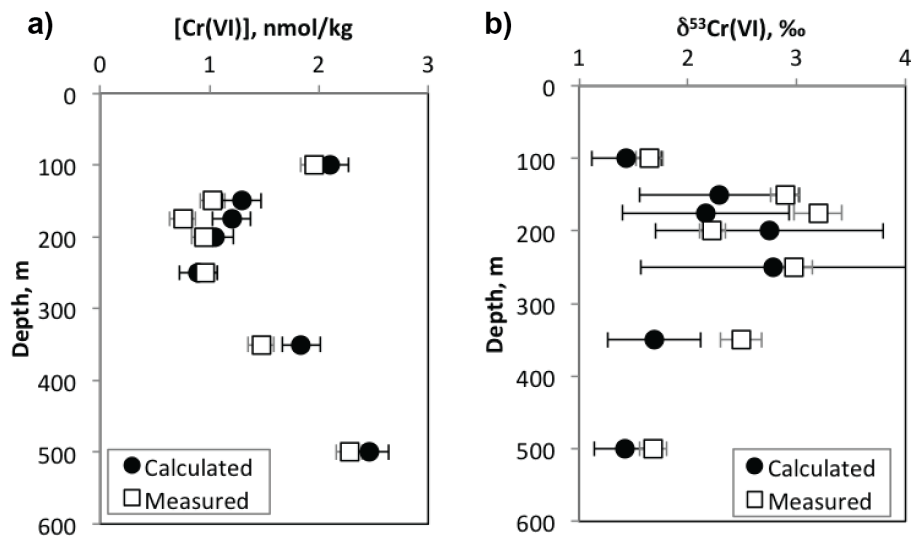 a)
[Cr(VI)], nmol/kg
0 1 2 3
0
100
200
300
400
500
600
Depth, m
Calculated
Measured
b)
δ⁵³Cr(VI), ‰
1 2 3 4
0
100
200
300
400
500
600
Depth, m
Calculated
Measured